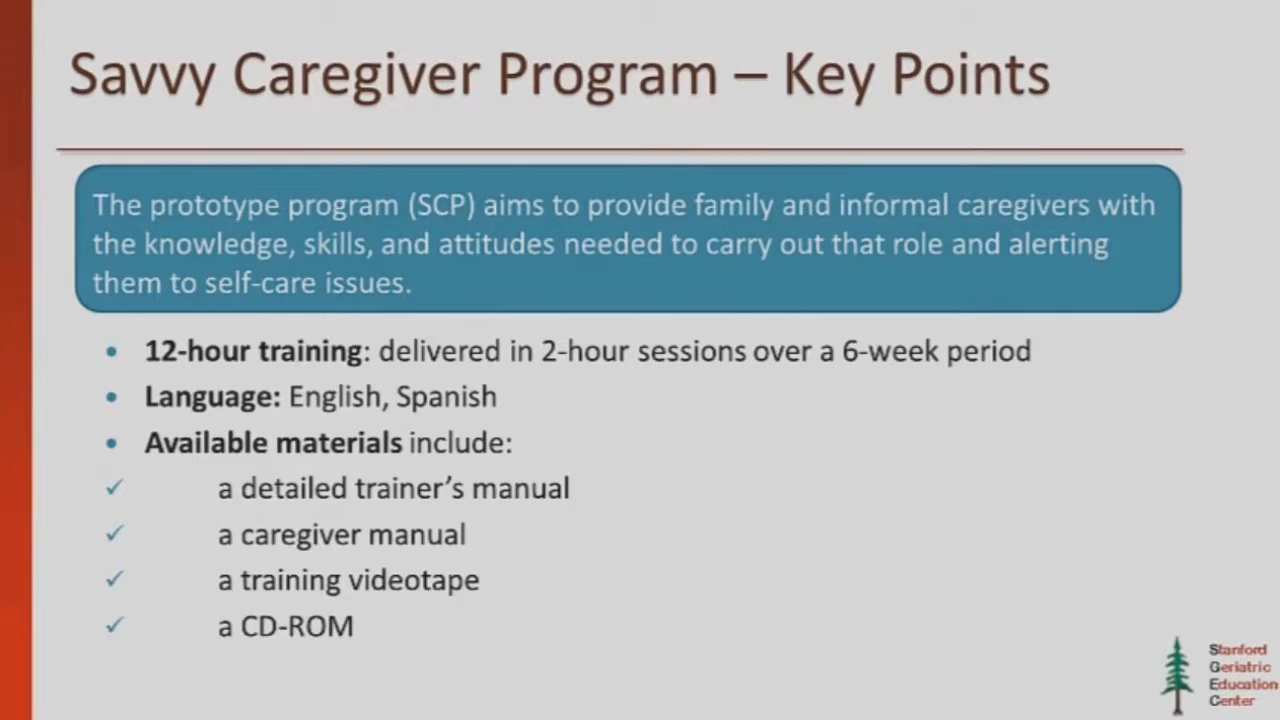 Savvy Caregiver Program – Key Points
The prototype program (SCP) aims to provide family and informal caregivers with
the knowledge, skills, and attitudes needed to carry out that role and alerting
them to self-care issues.
• 12-hour training: delivered in 2-hour sessions over a 6-week period
• Language: English, Spanish
• Available materials include:
✓ a detailed trainer’s manual
✓ a caregiver manual
✓ a training videotape
✓ a CD-ROM
Stanford
Geriatric
Education
Center